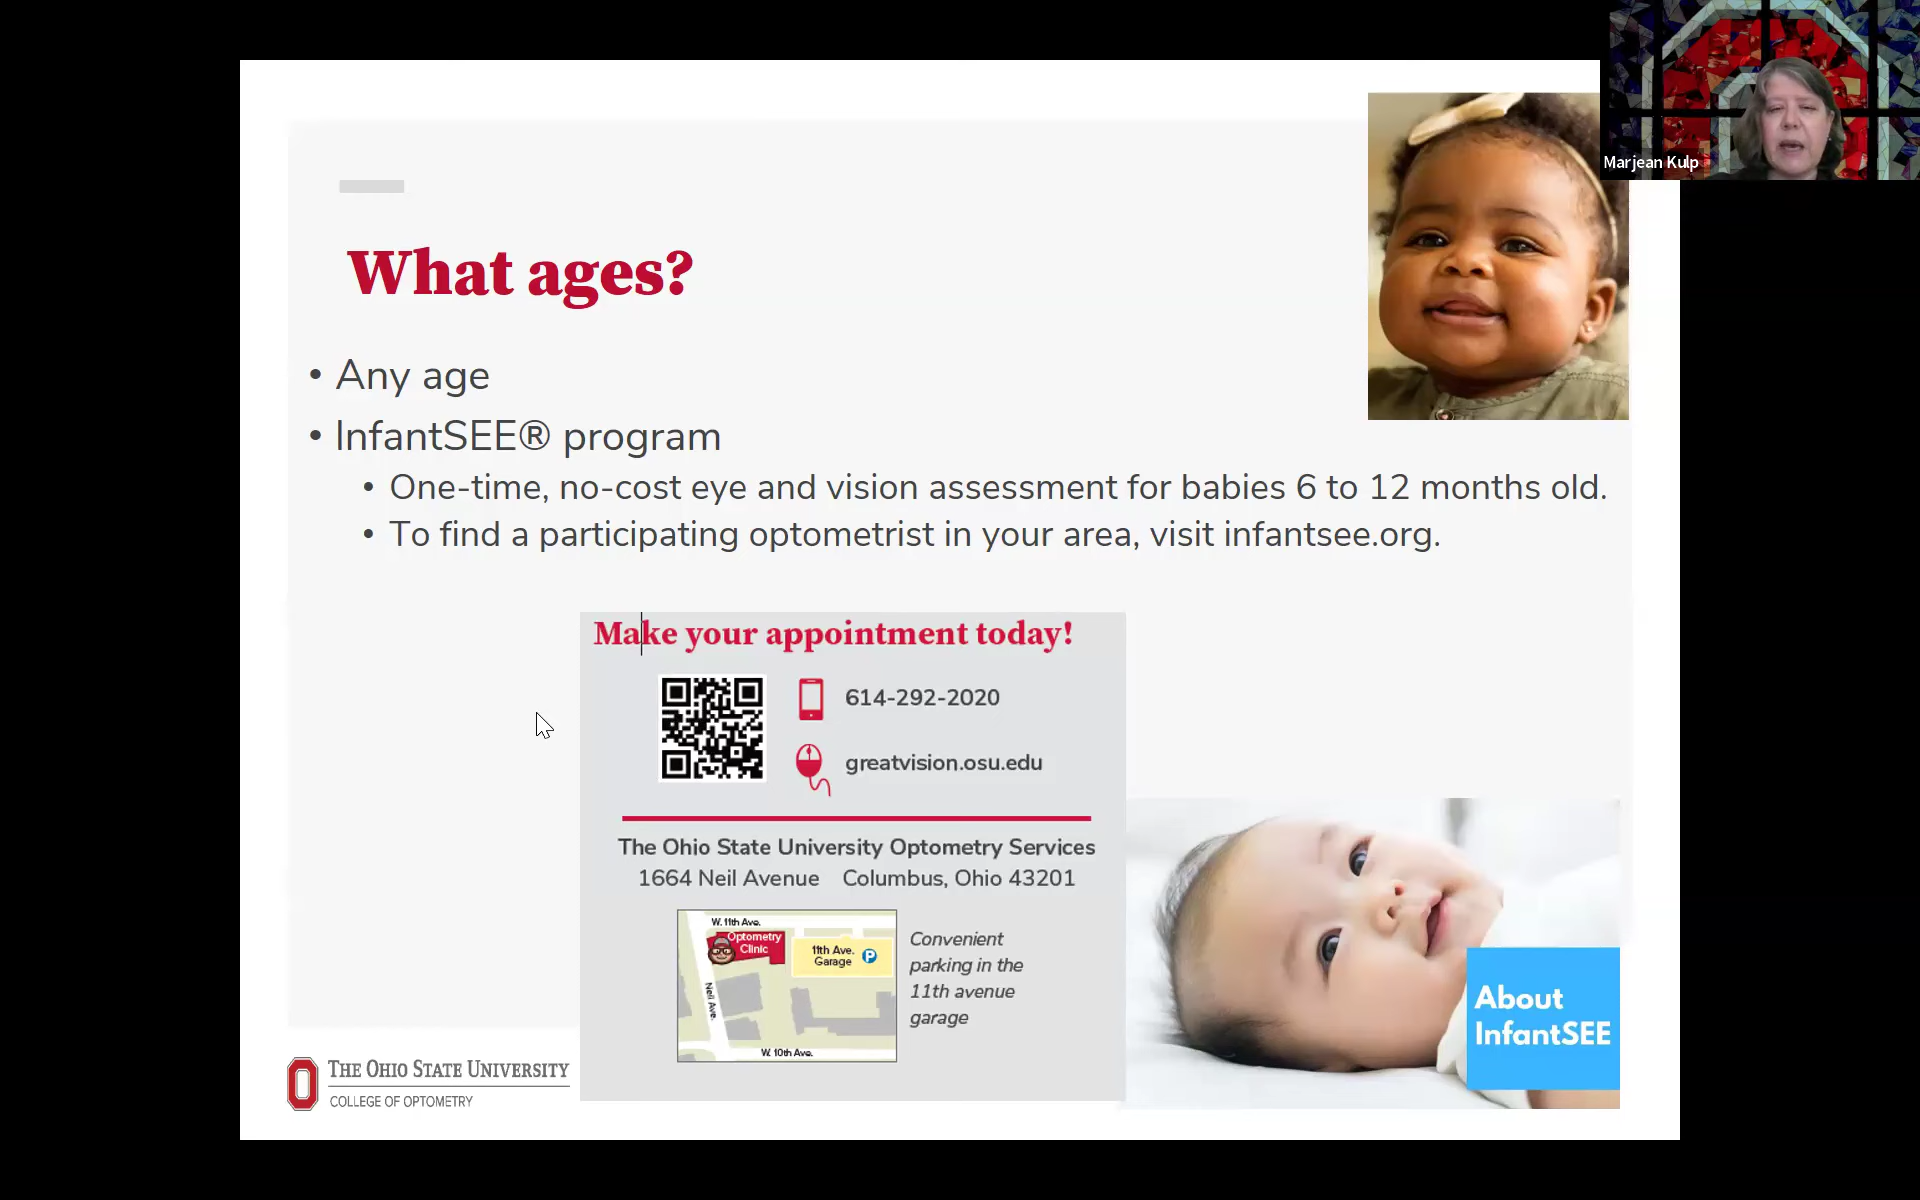 Marjean Kulp
What ages?
• Any age
• InfantSEE® program
• One-time, no-cost eye and vision assessment for babies 6 to 12 months old.
• To find a participating optometrist in your area, visit infantsee.org.
Make your appointment today!
614-292-2020
greatvision.osu.edu
The Ohio State University Optometry Services
1664 Neil Avenue Columbus, Ohio 43201
W. 11th Ave.
Optometry
Clinic
11th Ave.
Garage
P
Neil Ave.
W. 10th Ave.
Convenient
parking in the
11th avenue
garage
About
InfantSEE
THE OHIO STATE UNIVERSITY
COLLEGE OF OPTOMETRY